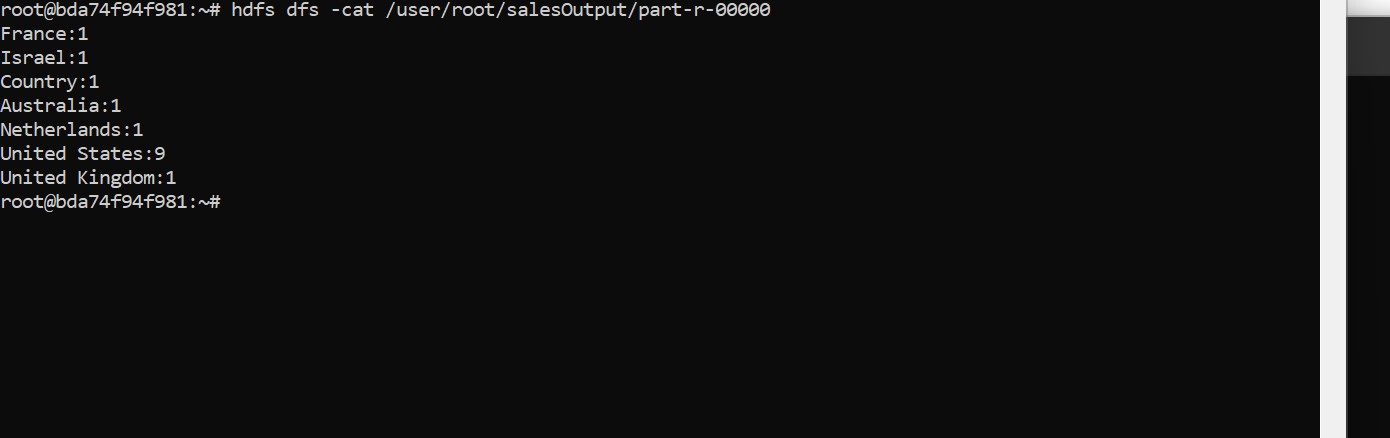 root@bda74f94f981:~# hdfs dfs -cat /user/root/salesOutput/part-r-00000
France:1
Israel:1
Country:1
Australia:1
Netherlands:1
United States:9
United Kingdom:1
root@bda74f94f981:~#